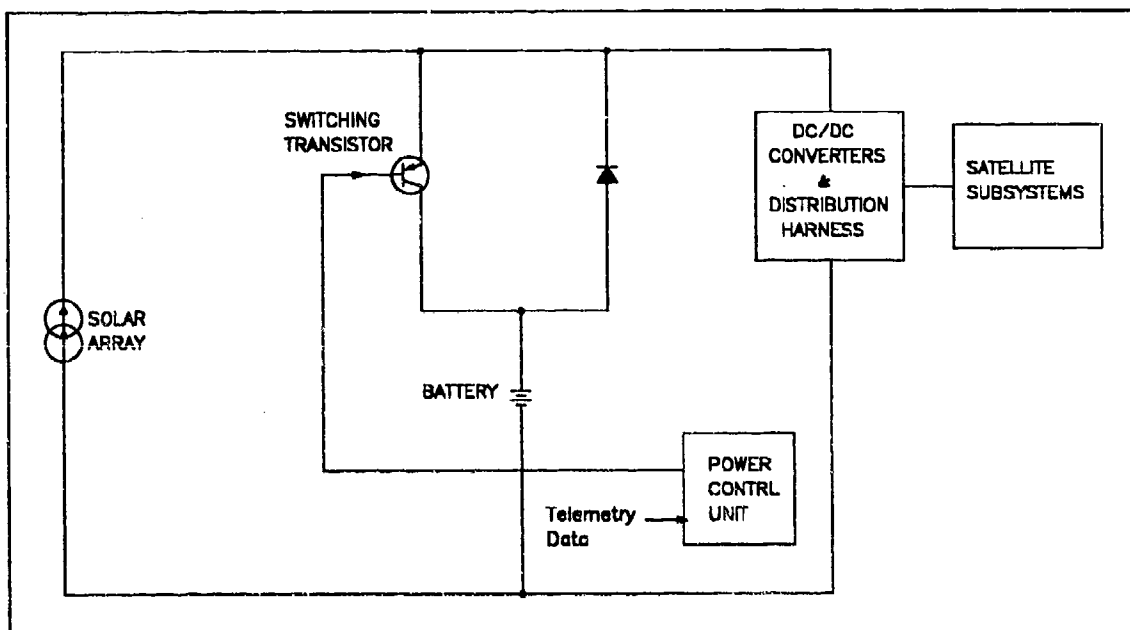 SWITCHING
TRANSISTOR
DC/DC
CONVERTERS
&
DISTRIBUTION
HARNESS
SATELLITE
SUBSYSTEMS
SOLAR
ARRAY
BATTERY
POWER
CONTRL
UNIT
Telemetry
Data